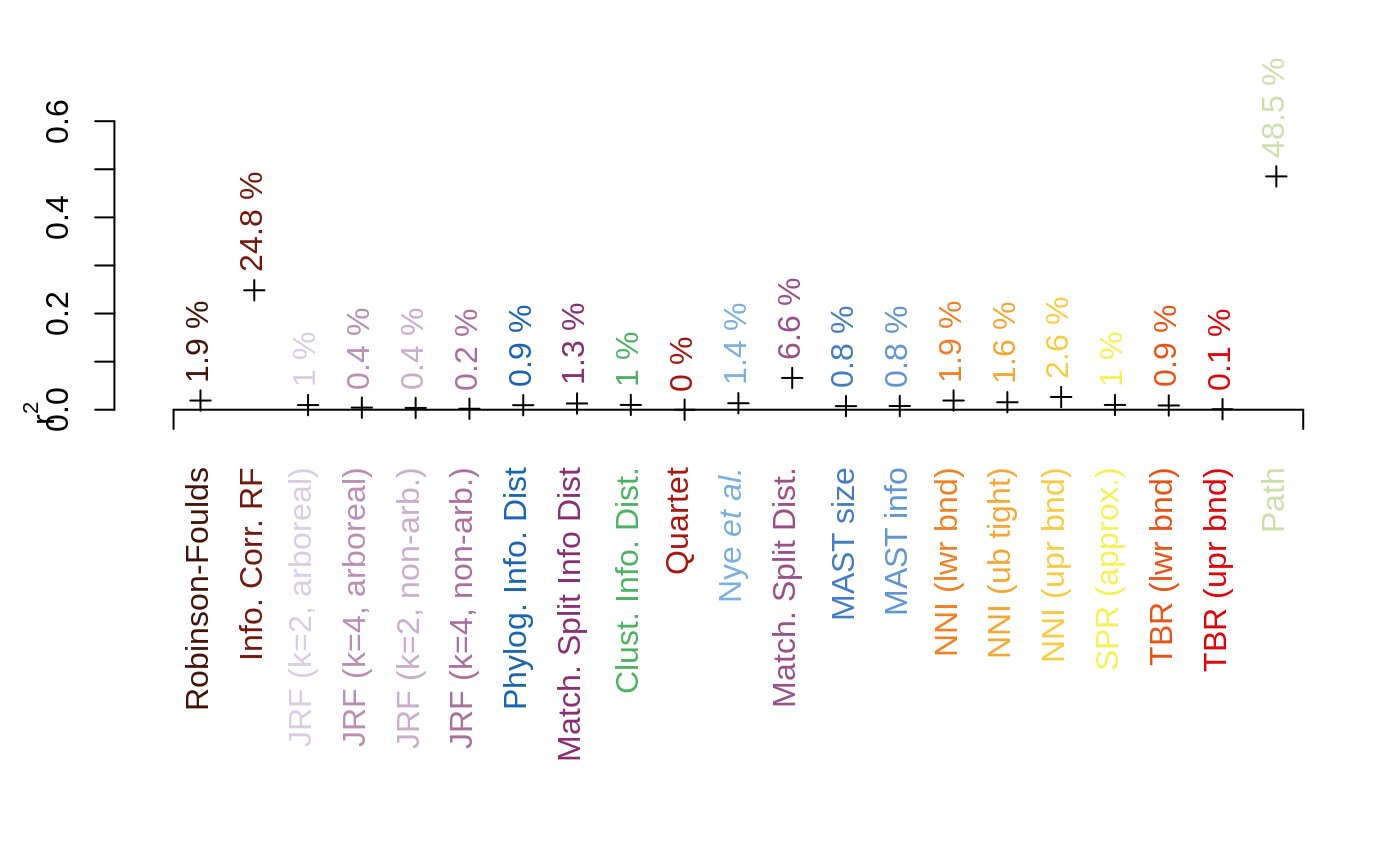 r2
0.0
0.2
0.4
0.6
1.9 %
24.8 %
1 %
0.4 %
0.4 %
0.2 %
0.9 %
1.3 %
1 %
0 %
1.4 %
6.6 %
0.8 %
0.8 %
1.9 %
1.6 %
2.6 %
1 %
0.9 %
0.1 %
48.5 %
Robinson-Foulds
Info. Corr. RF
JRF (k=2, arboreal)
JRF (k=4, arboreal)
JRF (k=2, non-arb.)
JRF (k=4, non-arb.)
Phylog. Info. Dist
Match. Split Info Dist
Clust. Info. Dist.
Quartet
Nye et al.
Match. Split Dist.
MAST size
MAST info
NNI (lwr bnd)
NNI (ub tight)
NNI (upr bnd)
SPR (approx.)
TBR (lwr bnd)
TBR (upr bnd)
Path